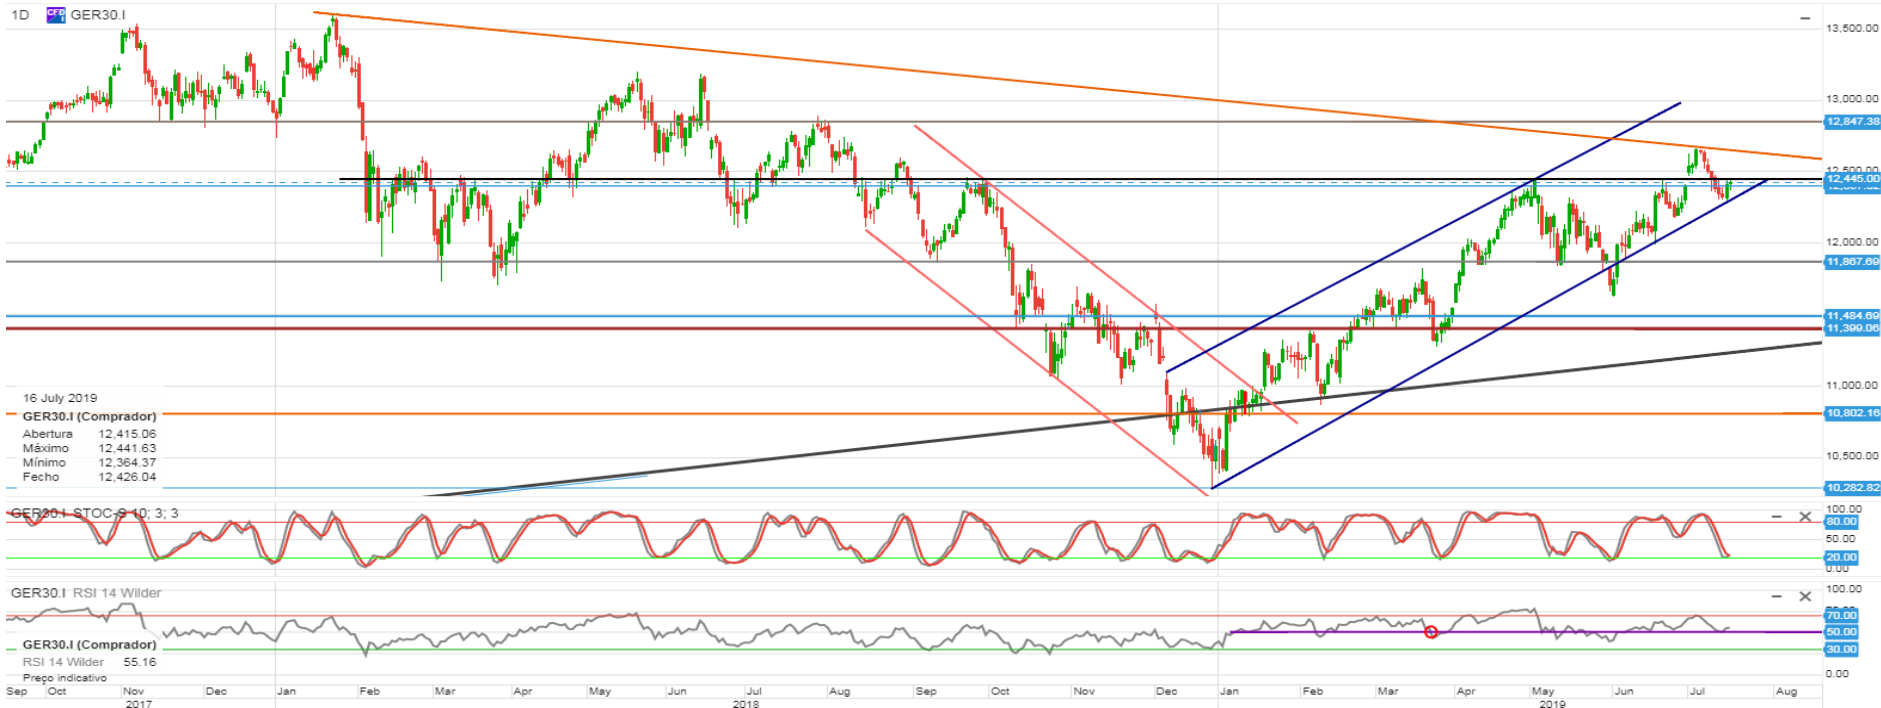 1D CFD GER30.I
13,500.00
13,000.00
12,847.38
12,500.00
12,445.00
12,000.00
11,867.69
11,484.69
11,399.06
11,000.00
10,802.16
10,500.00
10,282.82
16 July 2019
GER30.I (Comprador)
Abertura 12,415.06
Máximo 12,441.63
Mínimo 12,364.37
Fecho 12,426.04
GER30.I STOC-S 10; 3; 3
100.00
80.00
50.00
20.00
0.00
GER30.I RSI 14 Wilder
100.00
70.00
50.00
30.00
0.00
GER30.I (Comprador)
RSI 14 Wilder 55.16
Preço indicativo
Sep Oct Nov Dec Jan Feb Mar Apr May Jun Jul Aug Sep Oct Nov Dec Jan Feb Mar Apr May Jun Jul Aug
2017 2018 2019